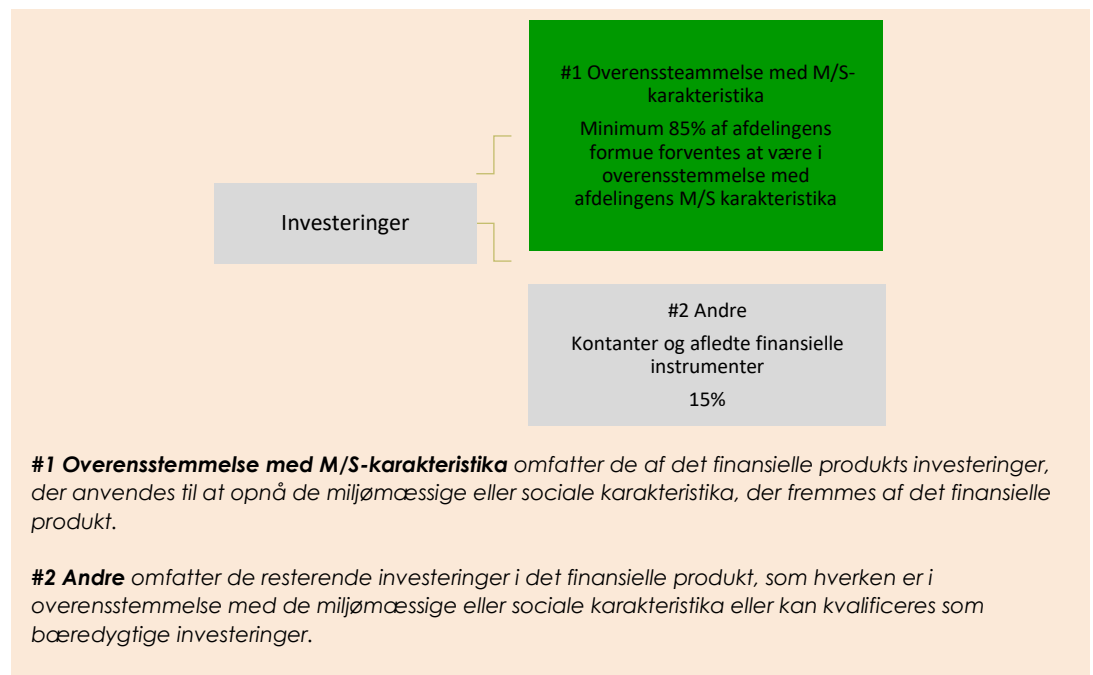 #1 Overenssteammelse med M/S-
karakteristika
Minimum 85% af afdelingens
formue forventes at være i
overensstemmelse med
afdelingens M/S karakteristika
Investeringer
#2 Andre
Kontanter og afledte finansielle
instrumenter
15%
#1 Overensstemmelse med M/S-karakteristika omfatter de af det finansielle produkts investeringer,
der anvendes til at opnå de miljømæssige eller sociale karakteristika, der fremmes af det finansielle
produkt.
#2 Andre omfatter de resterende investeringer i det finansielle produkt, som hverken er i
overensstemmelse med de miljømæssige eller sociale karakteristika eller kan kvalificeres som
bæredygtige investeringer.